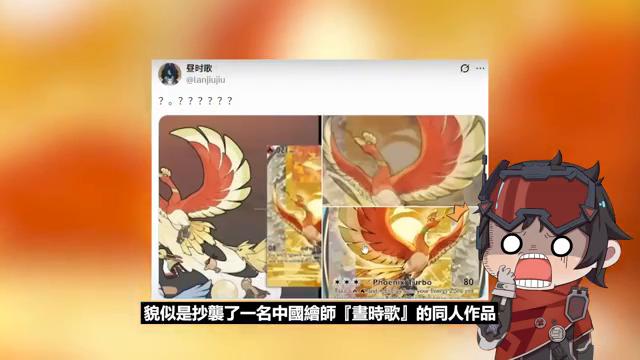 昼时歌
@lanjiujiu
？。？？？？？？
Phoenix Turbo
80
貌似是抄襲了一名中國繪師『晝時歌』的同人作品